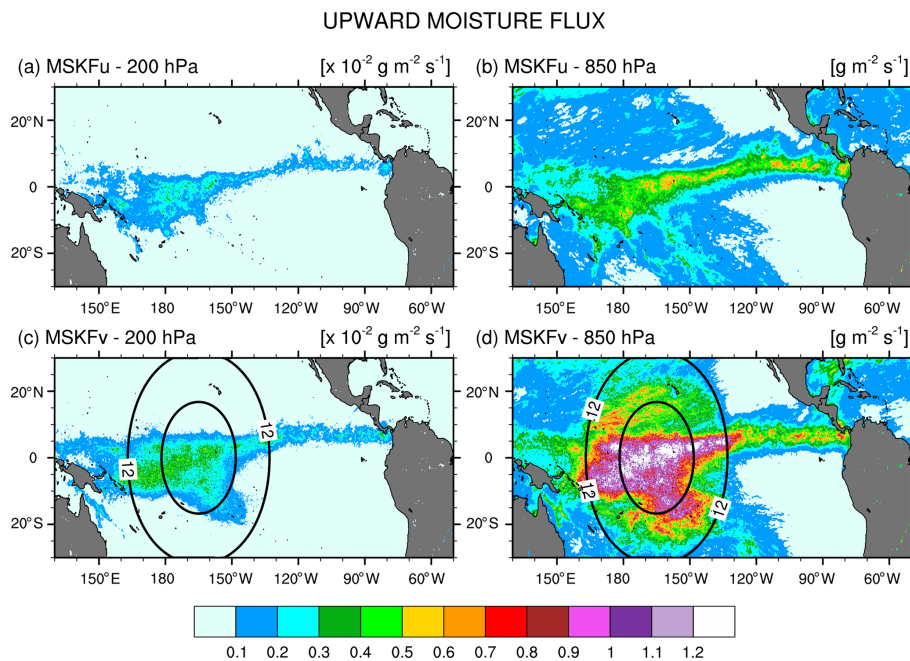 UPWARD MOISTURE FLUX
(a) MSKFu - 200 hPa [x 10⁻² g m⁻² s⁻¹]
(b) MSKFu - 850 hPa [g m⁻² s⁻¹]
20°N 20°N
0 0
20°S 20°S
150°E 180 150°W 120°W 90°W 60°W 150°E 180 150°W 120°W 90°W 60°W
(c) MSKFv - 200 hPa [x 10⁻² g m⁻² s⁻¹]
(d) MSKFv - 850 hPa [g m⁻² s⁻¹]
20°N 20°N
12 12
0 0
12 12
20°S 12 20°S
150°E 180 150°W 120°W 90°W 60°W 150°E 180 150°W 120°W 90°W 60°W
0.1 0.2 0.3 0.4 0.5 0.6 0.7 0.8 0.9 1 1.1 1.2